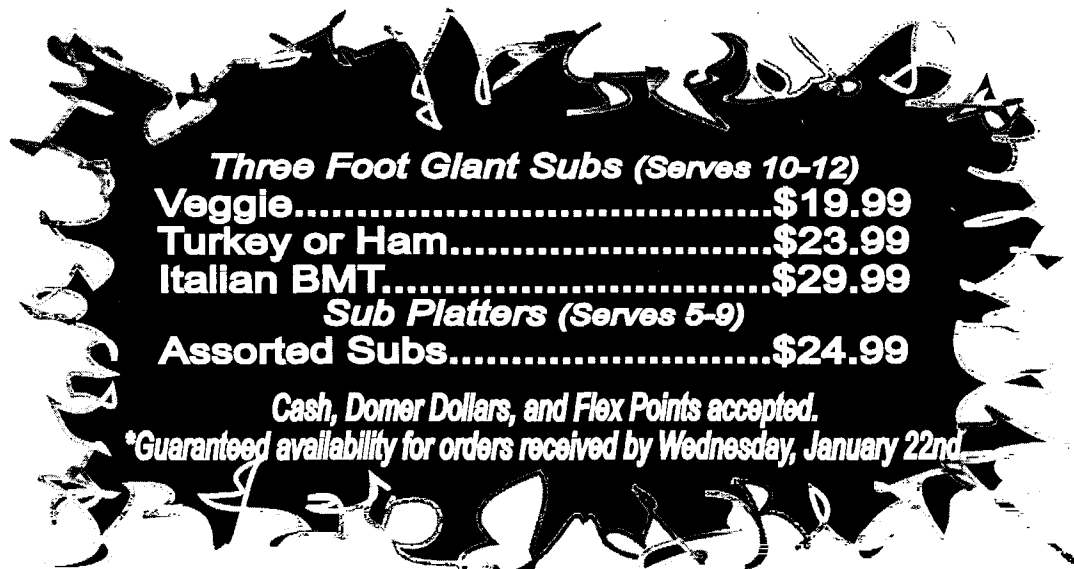 Three Foot Giant Subs (Serves 10-12)
Veggie......................................$19.99
Turkey or Ham..........................$23.99
Italian BMT...............................$29.99
Sub Platters (Serves 5-9)
Assorted Subs..........................$24.99
Cash, Domer Dollars, and Flex Points accepted.
*Guaranteed availability for orders received by Wednesday, January 22nd